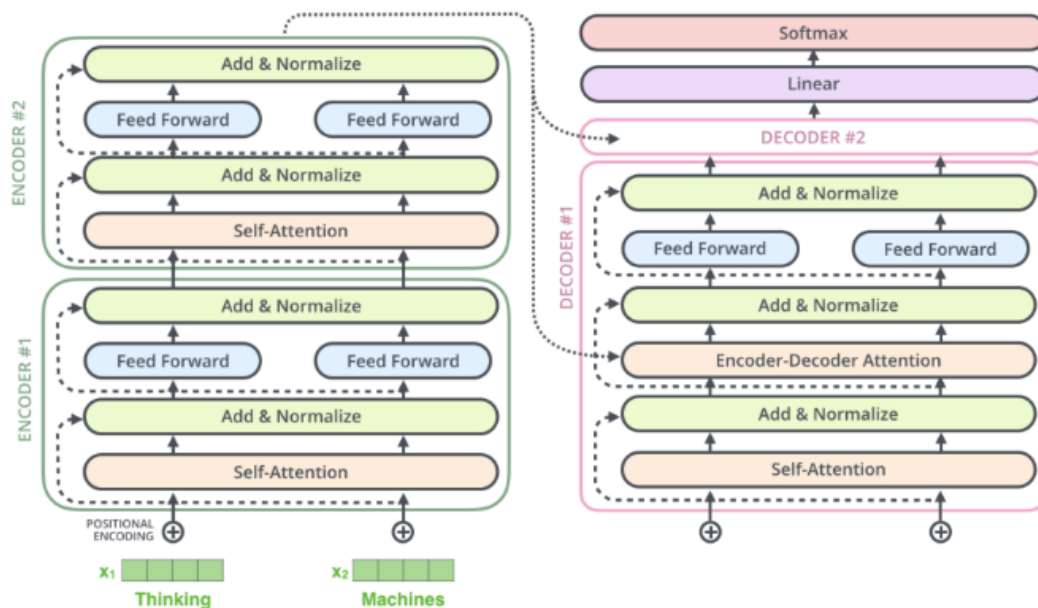 ENCODER #2
Add & Normalize
Feed Forward
Feed Forward
Add & Normalize
Self-Attention
ENCODER #1
Add & Normalize
Feed Forward
Feed Forward
Add & Normalize
Self-Attention
POSITIONAL
ENCODING
x1
x2
Thinking
Machines
Softmax
Linear
DECODER #2
DECODER #1
Add & Normalize
Feed Forward
Feed Forward
Add & Normalize
Encoder-Decoder Attention
Add & Normalize
Self-Attention